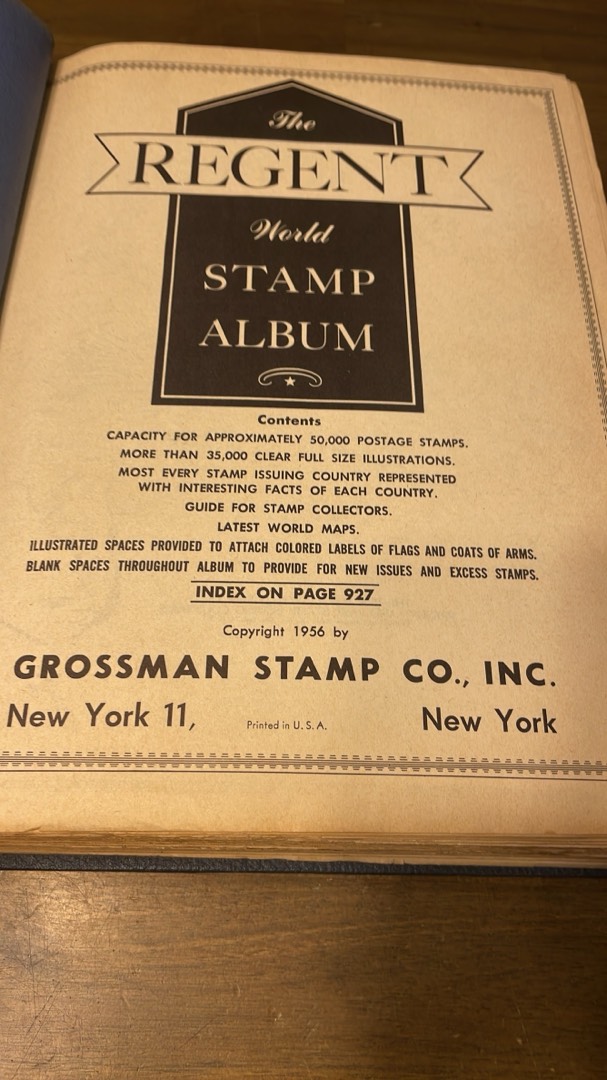 The
REGENT
World
STAMP
ALBUM
Contents
CAPACITY FOR APPROXIMATELY 50,000 POSTAGE STAMPS.
MORE THAN 35,000 CLEAR FULL SIZE ILLUSTRATIONS.
MOST EVERY STAMP ISSUING COUNTRY REPRESENTED
WITH INTERESTING FACTS OF EACH COUNTRY.
GUIDE FOR STAMP COLLECTORS.
LATEST WORLD MAPS.
ILLUSTRATED SPACES PROVIDED TO ATTACH COLORED LABELS OF FLAGS AND COATS OF ARMS.
BLANK SPACES THROUGHOUT ALBUM TO PROVIDE FOR NEW ISSUES AND EXCESS STAMPS.
INDEX ON PAGE 927
Copyright 1956 by
GROSSMAN STAMP CO., INC.
New York 11, Printed in U. S. A. New York